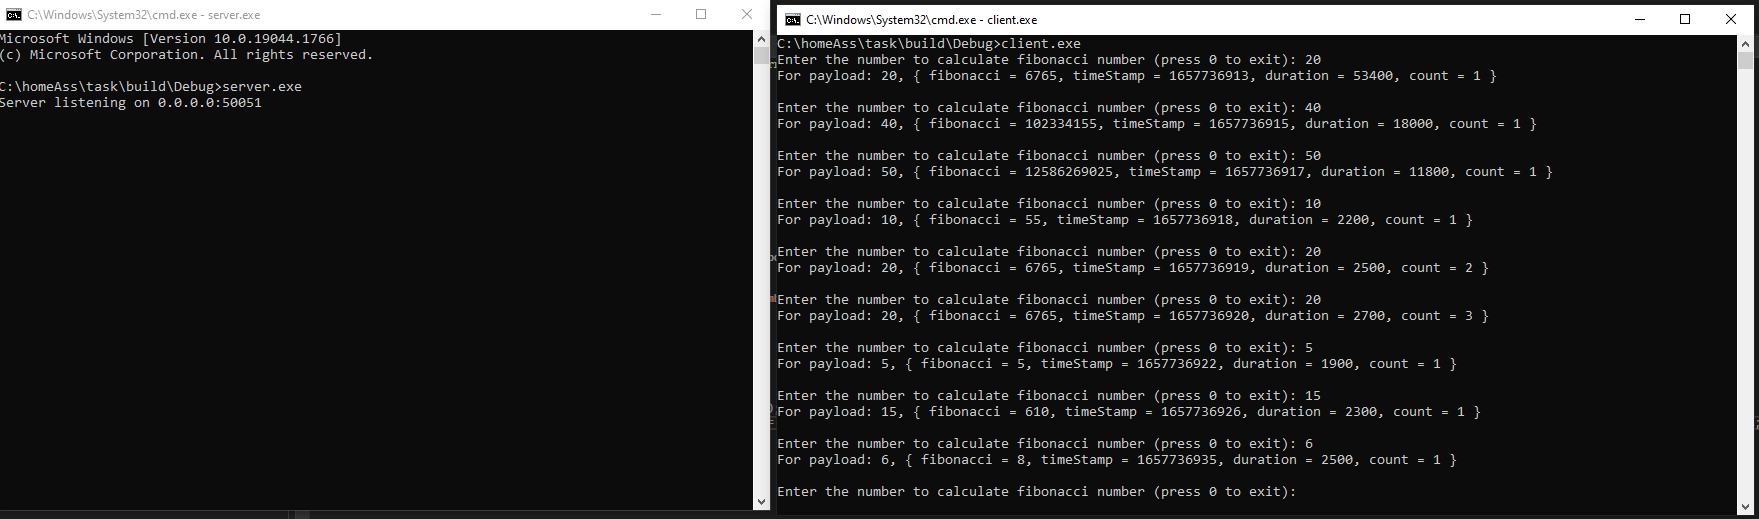 C:\Windows\System32\cmd.exe - server.exe
Microsoft Windows [Version 10.0.19044.1766]
(c) Microsoft Corporation. All rights reserved.
C:\homeAss\task\build\Debug>server.exe
Server listening on 0.0.0.0:50051
C:\Windows\System32\cmd.exe - client.exe
C:\homeAss\task\build\Debug>client.exe
Enter the number to calculate fibonacci number (press 0 to exit): 20
For payload: 20, { fibonacci = 6765, timeStamp = 1657736913, duration = 53400, count = 1 }
Enter the number to calculate fibonacci number (press 0 to exit): 40
For payload: 40, { fibonacci = 102334155, timeStamp = 1657736915, duration = 18000, count = 1 }
Enter the number to calculate fibonacci number (press 0 to exit): 50
For payload: 50, { fibonacci = 12586269025, timeStamp = 1657736917, duration = 11800, count = 1 }
Enter the number to calculate fibonacci number (press 0 to exit): 10
For payload: 10, { fibonacci = 55, timeStamp = 1657736918, duration = 2200, count = 1 }
Enter the number to calculate fibonacci number (press 0 to exit): 20
For payload: 20, { fibonacci = 6765, timeStamp = 1657736919, duration = 2500, count = 2 }
Enter the number to calculate fibonacci number (press 0 to exit): 20
For payload: 20, { fibonacci = 6765, timeStamp = 1657736920, duration = 2700, count = 3 }
Enter the number to calculate fibonacci number (press 0 to exit): 5
For payload: 5, { fibonacci = 5, timeStamp = 1657736922, duration = 1900, count = 1 }
Enter the number to calculate fibonacci number (press 0 to exit): 15
For payload: 15, { fibonacci = 610, timeStamp = 1657736926, duration = 2300, count = 1 }
Enter the number to calculate fibonacci number (press 0 to exit): 6
For payload: 6, { fibonacci = 8, timeStamp = 1657736935, duration = 2500, count = 1 }
Enter the number to calculate fibonacci number (press 0 to exit):